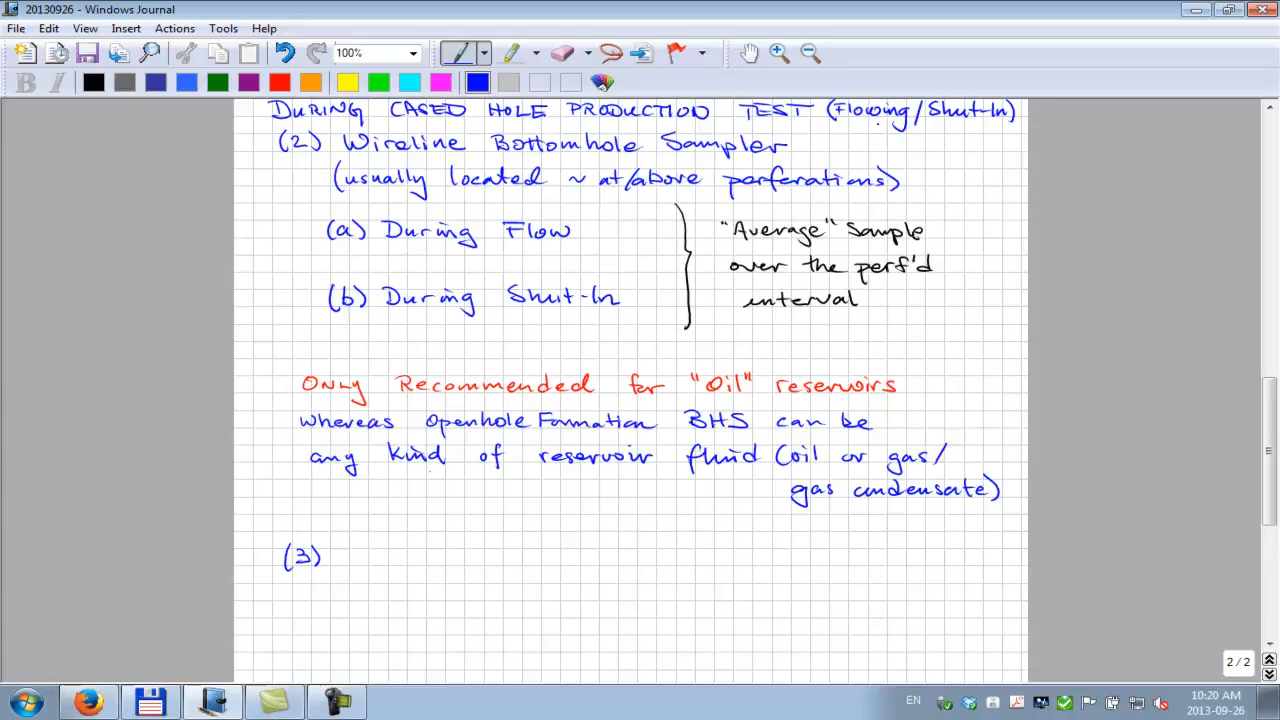 20130926 - Windows Journal
File Edit View Insert Actions Tools Help
100%
B I
DURING CASED HOLE PRODUCTION TEST (Flowing/Shut-In)
(2) Wireline Bottomhole Sampler
(usually located ~ at/above perforations)
(a) During Flow
(b) During Shut-In
"Average" Sample
over the perf'd
interval
Only Recommended for "Oil" reservoirs
whereas Openhole Formation BHS can be
any kind of reservoir fluid (oil or gas/
gas condensate)
(3)
2 / 2
EN
10:20 AM
2013-09-26